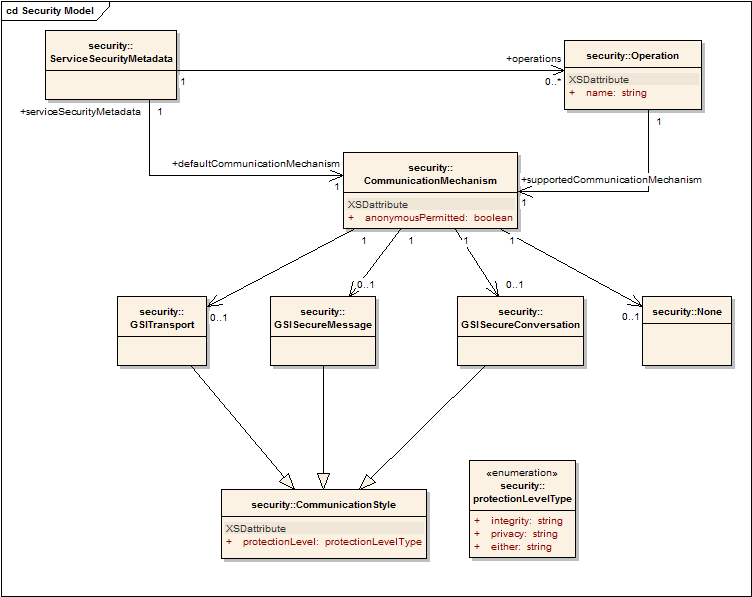 cd Security Model
security::
ServiceSecurityMetadata
+operations
1
0..*
security::Operation
XSDattribute
+ name: string
+serviceSecurityMetadata
1
1
+defaultCommunicationMechanism
1
security::
CommunicationMechanism
XSDattribute
+ anonymousPermitted: boolean
+supportedCommunicationMechanism
1
1
1
1
1
0..1
0..1
0..1
0..1
security::
GSITransport
security::
GSISecureMessage
security::
GSISecureConversation
security::None
security::CommunicationStyle
XSDattribute
+ protectionLevel: protectionLevelType
«enumeration»
security::
protectionLevelType
+ integrity: string
+ privacy: string
+ either: string